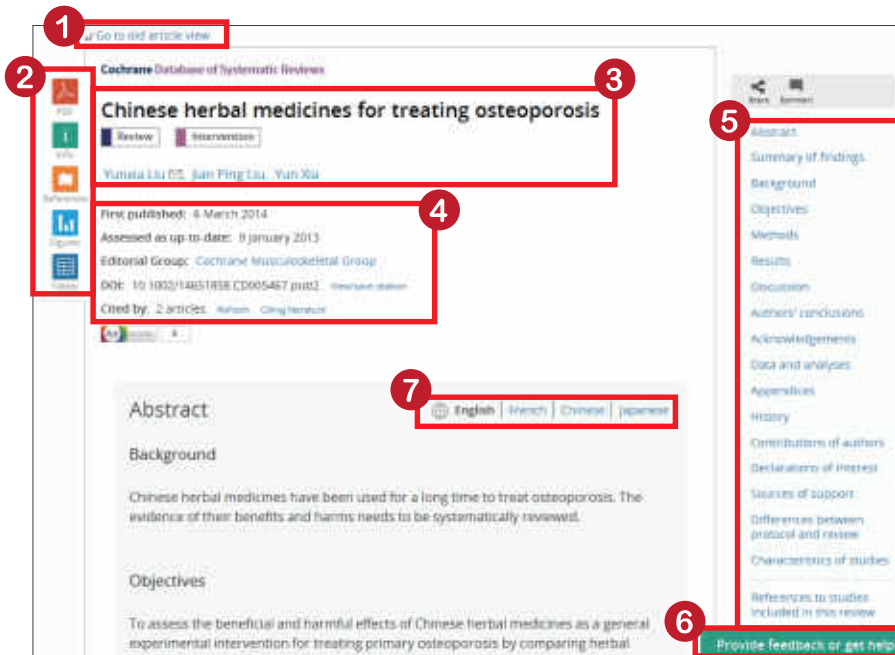 1
Go to old article view
2
Cochrane Database of Systematic Reviews
3
Chinese herbal medicines for treating osteoporosis
Review Intervention
Yunxia Liu, Jian Ping Liu, Yun Xia
PDF
Info
References
Figures
Tables
4
First published: 6 March 2014
Assessed as up-to-date: 9 January 2013
Editorial Group: Cochrane Musculoskeletal Group
DOI: 10.1002/14651858.CD005467.pub2 View/save citation
Cited by: 2 articles Refresh Citing literature
Share Comment
5
Abstract
Summary of findings
Background
Objectives
Methods
Results
Discussion
Authors' conclusions
Acknowledgements
Data and analyses
Appendices
History
Contributions of authors
Declarations of interest
Sources of support
Differences between
protocol and review
Characteristics of studies
References to studies
included in this review
6
Provide feedback or get help
7
Abstract
English | French | Chinese | Japanese
Background
Chinese herbal medicines have been used for a long time to treat osteoporosis. The
evidence of their benefits and harms needs to be systematically reviewed.
Objectives
To assess the beneficial and harmful effects of Chinese herbal medicines as a general
experimental intervention for treating primary osteoporosis by comparing herbal